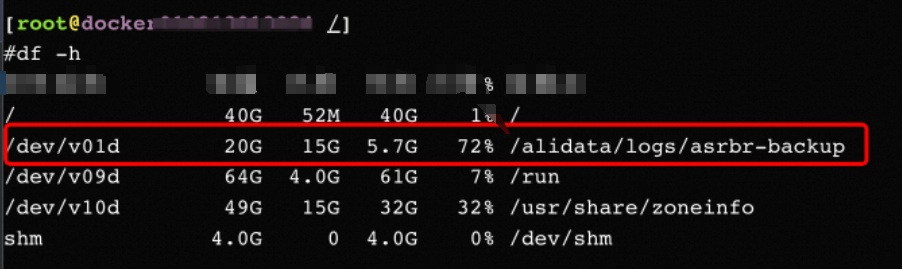 [root@docker /]
#df -h
%
/ 40G 52M 40G 1% /
/dev/v01d 20G 15G 5.7G 72% /alidata/logs/asrbr-backup
/dev/v09d 64G 4.0G 61G 7% /run
/dev/v10d 49G 15G 32G 32% /usr/share/zoneinfo
shm 4.0G 0 4.0G 0% /dev/shm